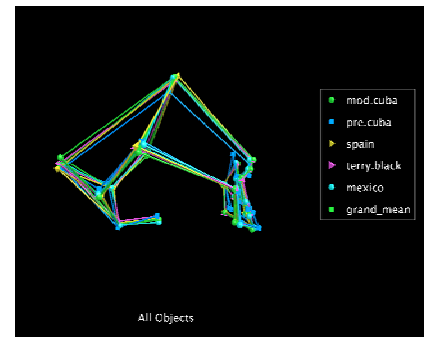 mod.cuba
pre.cuba
spain
terry.black
mexico
grand_mean
All Objects